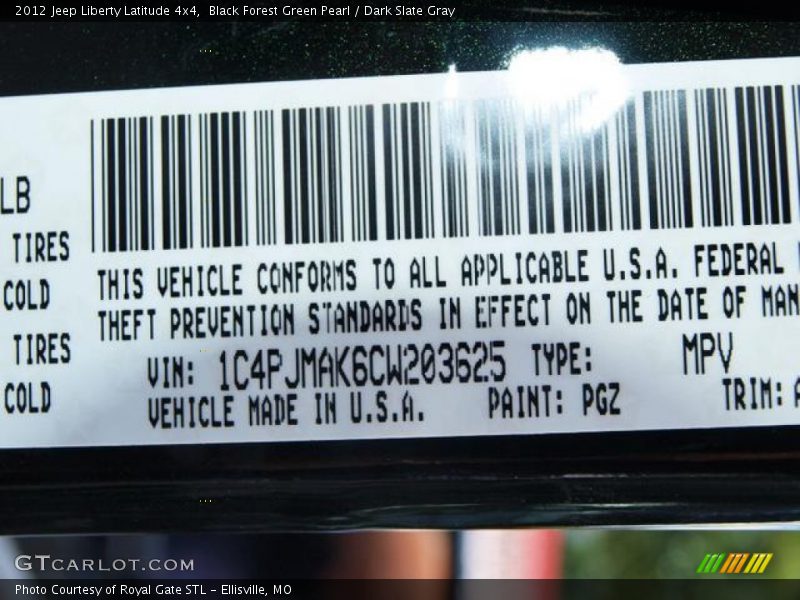 2012 Jeep Liberty Latitude 4x4,  Black Forest Green Pearl / Dark Slate Gray
LB
TIRES
COLD
TIRES
COLD
THIS VEHICLE CONFORMS TO ALL APPLICABLE U.S.A. FEDERAL
THEFT PREVENTION STANDARDS IN EFFECT ON THE DATE OF MAN
VIN: 1C4PJMAK6CW203625 TYPE: MPV
VEHICLE MADE IN U.S.A. PAINT: PGZ TRIM: A
GTCARLOT.COM
Photo Courtesy of Royal Gate STL - Ellisville, MO